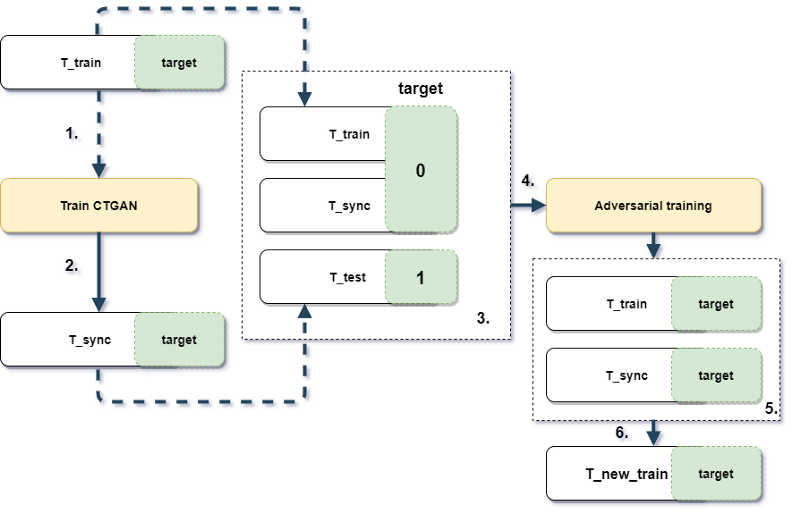 T_train
target
1.
Train CTGAN
2.
T_sync
target
target
T_train
0
T_sync
T_test
1
3.
4.
Adversarial training
T_train
target
T_sync
target
5.
6.
T_new_train
target